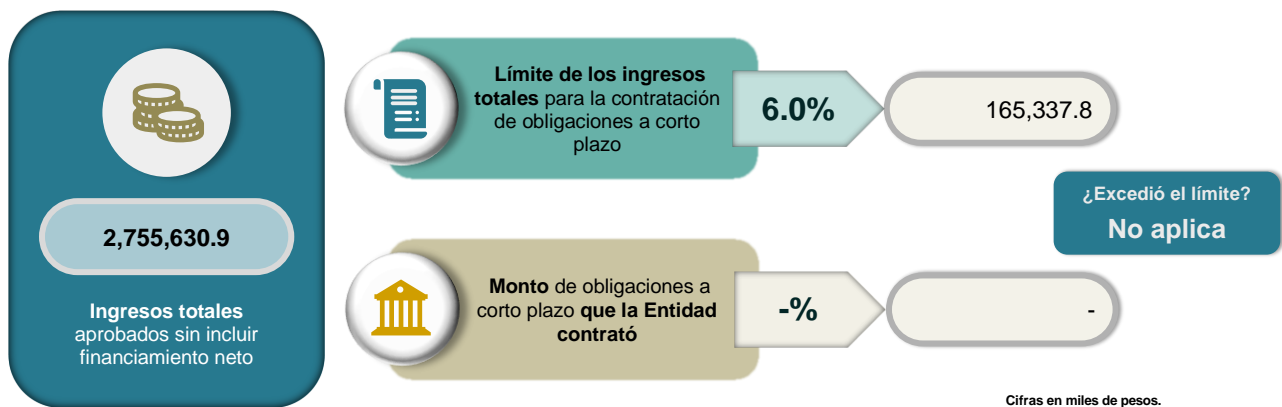 2,755,630.9
Ingresos totales
aprobados sin incluir
financiamiento neto
Límite de los ingresos
totales para la contratación
de obligaciones a corto
plazo
6.0%
165,337.8
¿Excedió el límite?
No aplica
Monto de obligaciones a
corto plazo que la Entidad
contrató
-%
-
Cifras en miles de pesos.